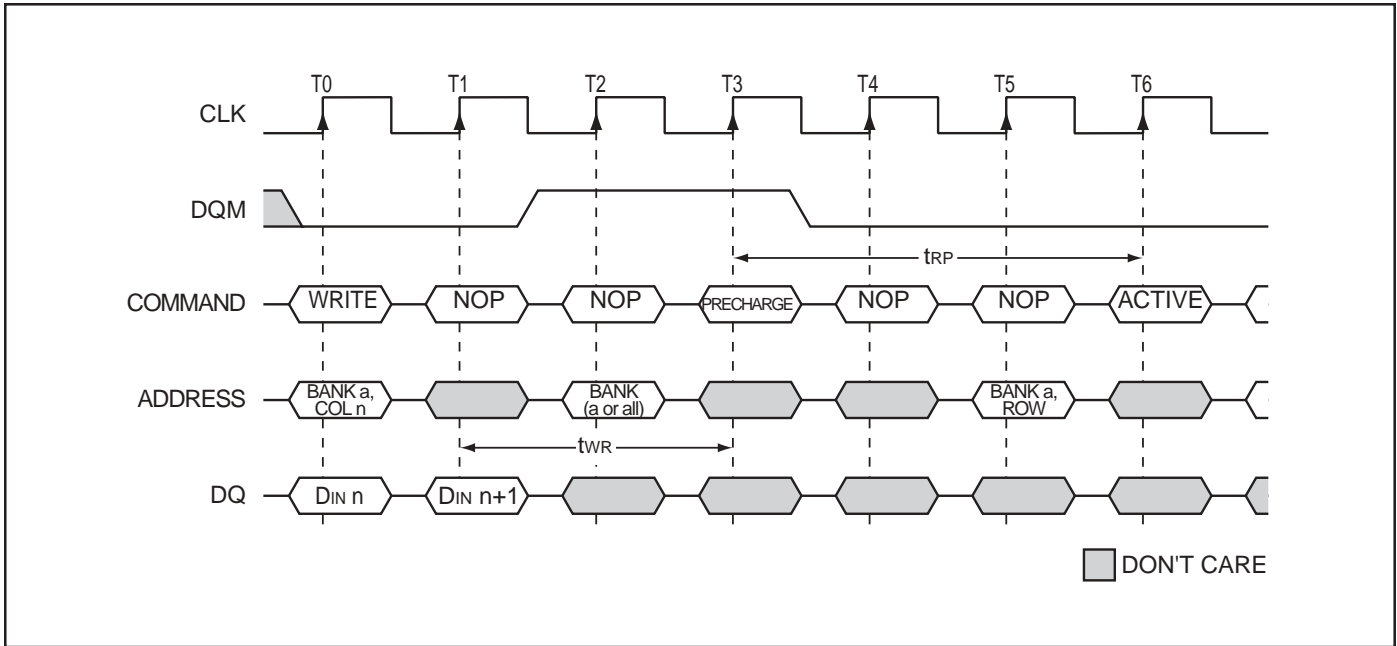 T0 T1 T2 T3 T4 T5 T6
CLK
DQM
tRP
COMMAND WRITE NOP NOP PRECHARGE NOP NOP ACTIVE
ADDRESS BANK a, COL n BANK (a or all) BANK a, ROW
tWR
DQ DIN n DIN n+1
DON'T CARE